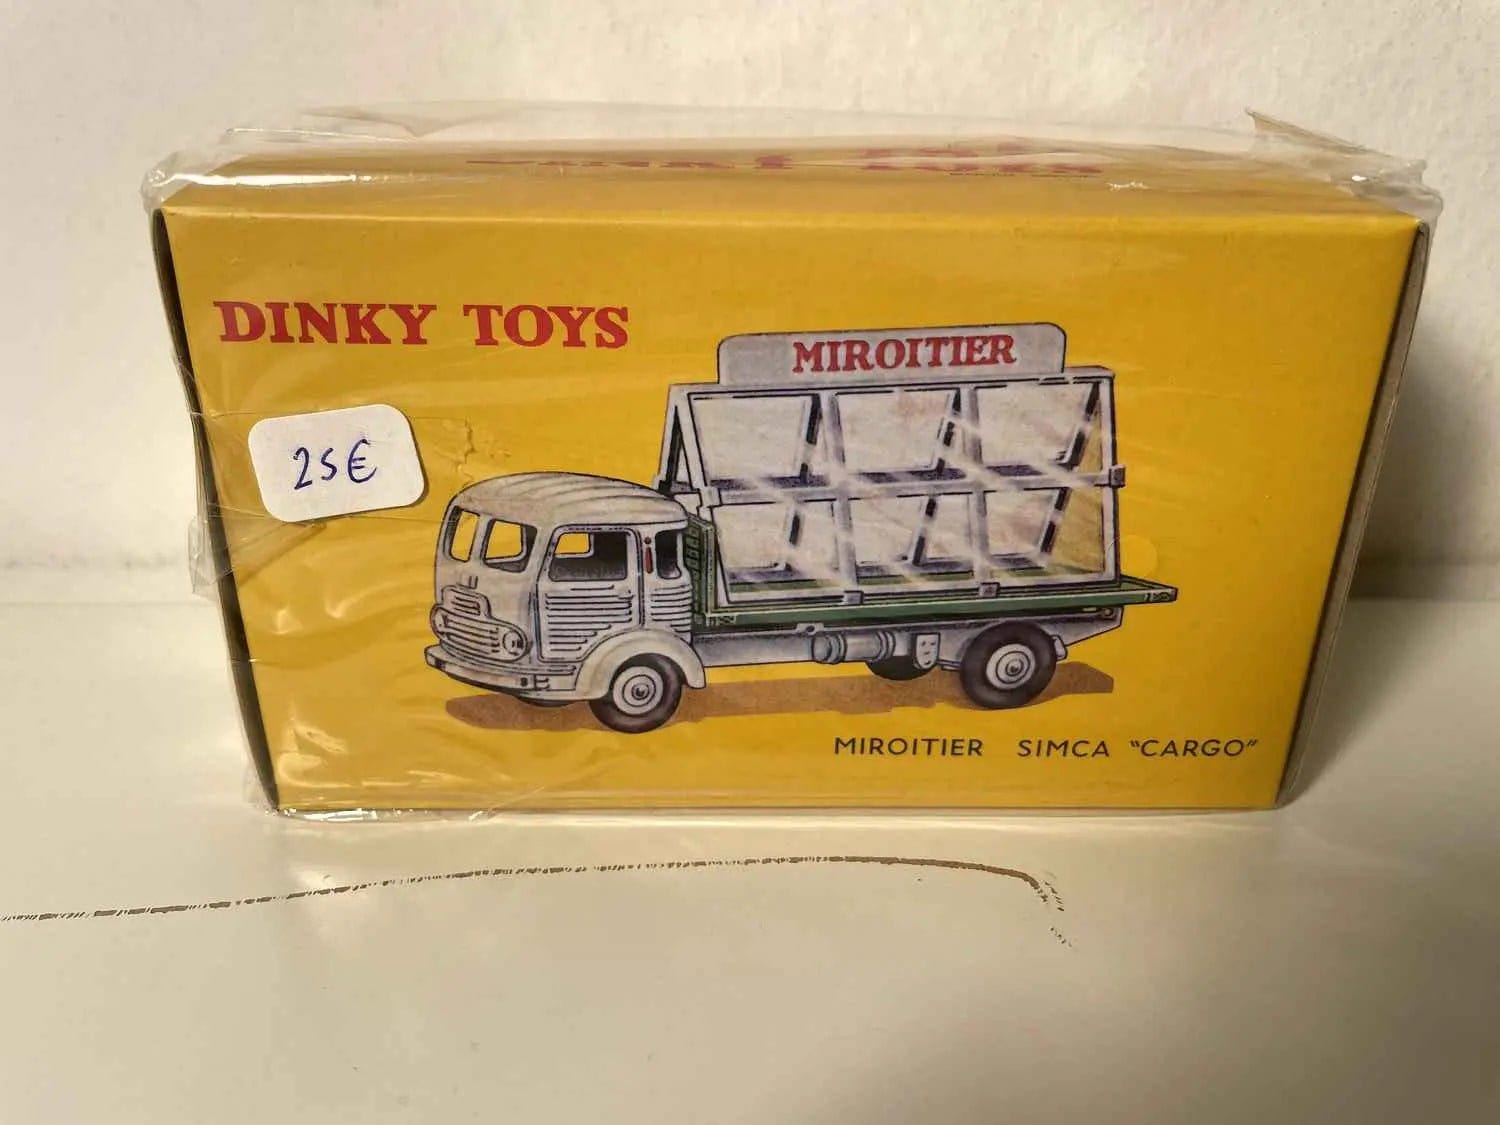 DINKY TOYS
MIROITIER
25€
MIROITIER SIMCA "CARGO"